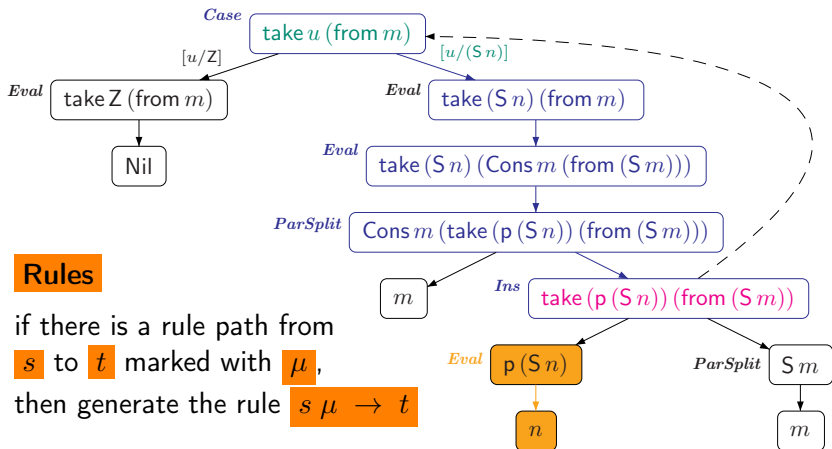 Case
take u (from m)
[u/Z]
[u/(S n)]
Eval
take Z (from m)
Eval
take (S n) (from m)
Nil
Eval
take (S n) (Cons m (from (S m)))
ParSplit
Cons m (take (p (S n)) (from (S m)))
m
Ins
take (p (S n)) (from (S m))
Eval
p (S n)
ParSplit
S m
n
m
Rules
if there is a rule path from
s to t marked with μ,
then generate the rule s μ → t